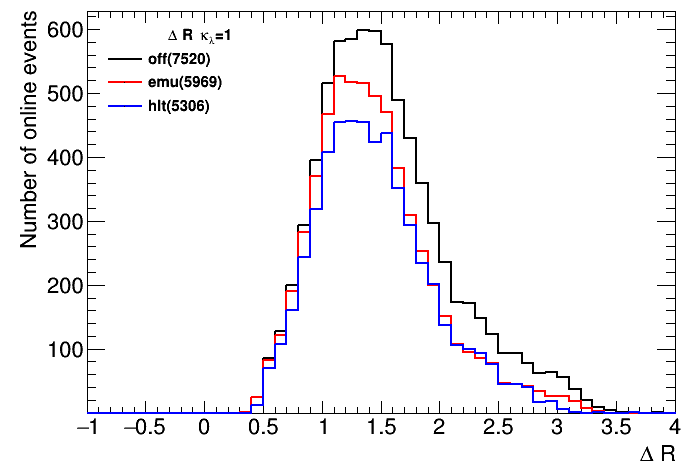 Number of online events
Δ R κλ=1
off(7520)
emu(5969)
hlt(5306)
600
500
400
300
200
100
−1 −0.5 0 0.5 1 1.5 2 2.5 3 3.5 4
Δ R